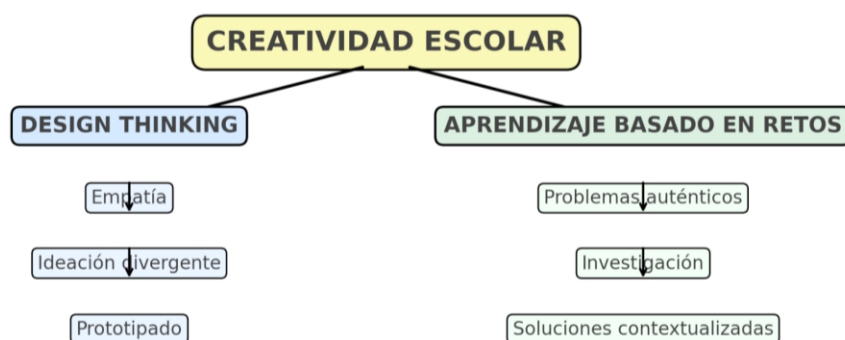 CREATIVIDAD ESCOLAR
DESIGN THINKING
APRENDIZAJE BASADO EN RETOS
Empatía
Problemas auténticos
Ideación divergente
Investigación
Prototipado
Soluciones contextualizadas